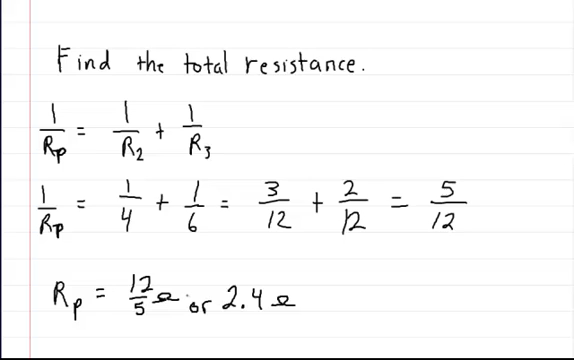 Find the total resistance.
1/Rp = 1/R2 + 1/R3
1/Rp = 1/4 + 1/6 = 3/12 + 2/12 = 5/12
Rp = 12/5 Ω or 2.4 Ω